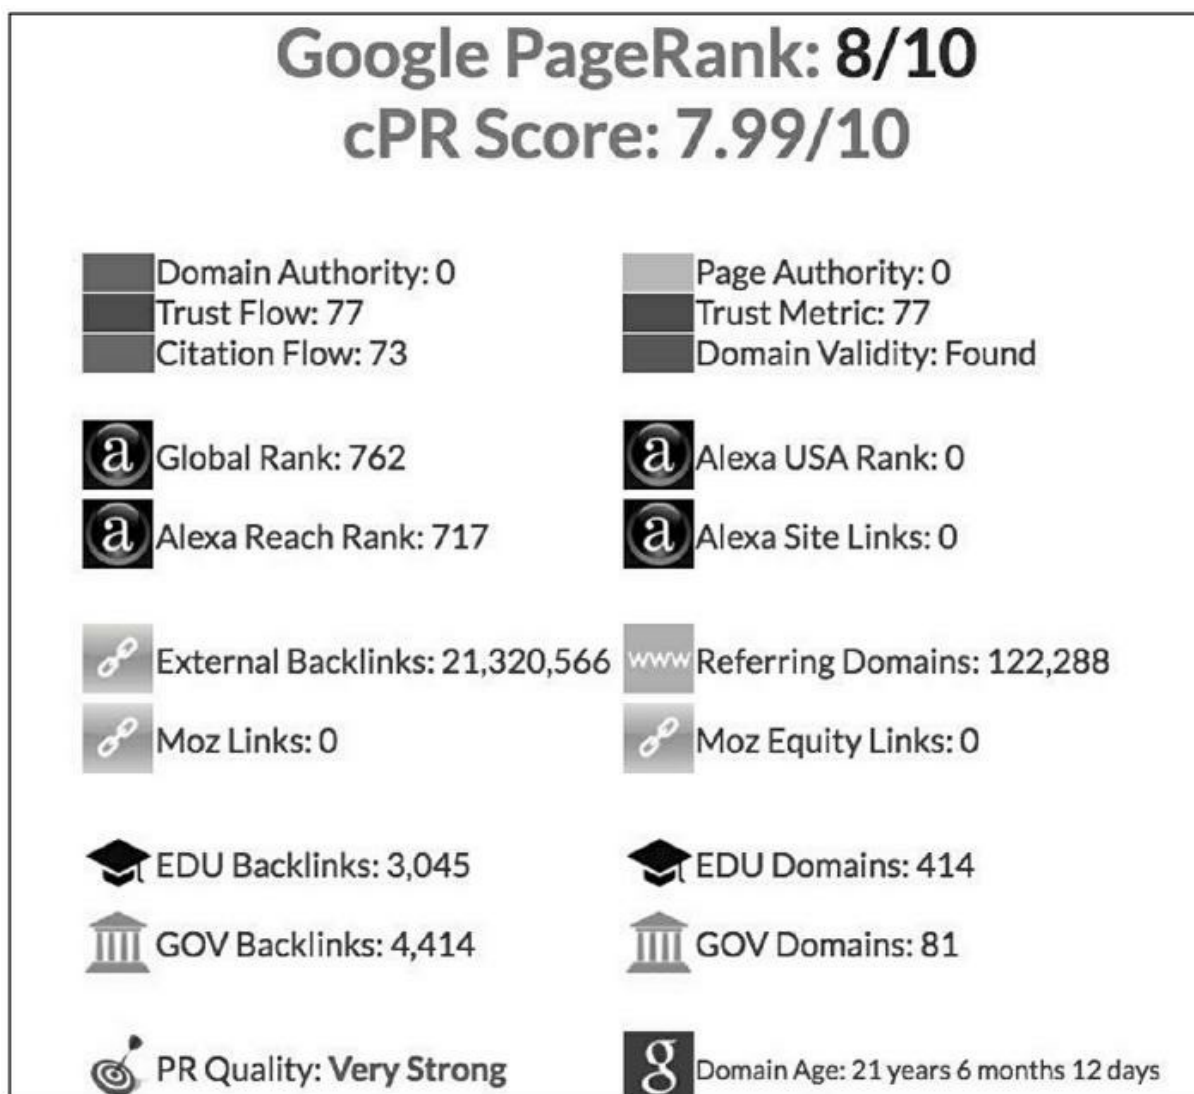 Google PageRank: 8/10
cPR Score: 7.99/10
Domain Authority: 0
Page Authority: 0
Trust Flow: 77
Trust Metric: 77
Citation Flow: 73
Domain Validity: Found
a Global Rank: 762
a Alexa USA Rank: 0
a Alexa Reach Rank: 717
a Alexa Site Links: 0
External Backlinks: 21,320,566
www Referring Domains: 122,288
Moz Links: 0
Moz Equity Links: 0
EDU Backlinks: 3,045
EDU Domains: 414
GOV Backlinks: 4,414
GOV Domains: 81
PR Quality: Very Strong
g Domain Age: 21 years 6 months 12 days